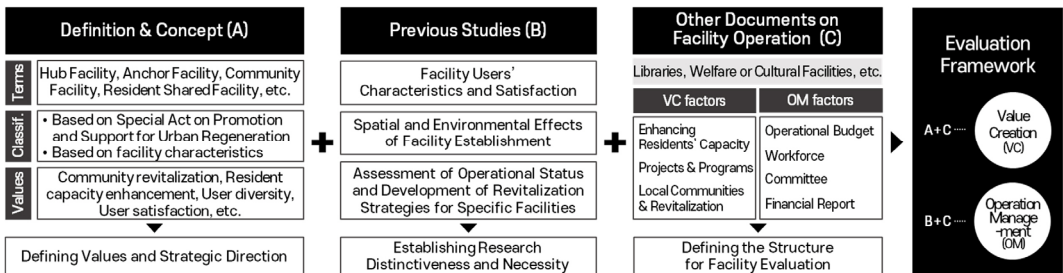 Definition & Concept (A)
Terms
Hub Facility, Anchor Facility, Community
Facility, Resident Shared Facility, etc.
Classif.
• Based on Special Act on Promotion
and Support for Urban Regeneration
• Based on facility characteristics
Values
Community revitalization, Resident
capacity enhancement, User diversity,
User satisfaction, etc.
Defining Values and Strategic Direction
+
Previous Studies (B)
Facility Users'
Characteristics and Satisfaction
Spatial and Environmental Effects
of Facility Establishment
Assessment of Operational Status
and Development of Revitalization
Strategies for Specific Facilities
Establishing Research
Distinctiveness and Necessity
+
Other Documents on
Facility Operation (C)
Libraries, Welfare or Cultural Facilities, etc.
VC factors
Enhancing
Residents' Capacity
Projects & Programs
Local Communities
& Revitalization
OM factors
Operational Budget
Workforce
Committee
Financial Report
Defining the Structure
for Facility Evaluation
Evaluation
Framework
A+C ·····
Value
Creation
(VC)
B+C ·····
Operation
Manage
-ment
(OM)